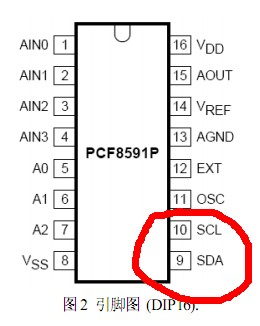 AIN0 1 16 VDD
AIN1 2 15 AOUT
AIN2 3 14 VREF
AIN3 4 13 AGND
PCF8591P
A0 5 12 EXT
A1 6 11 OSC
A2 7 10 SCL
VSS 8 9 SDA
图2 引脚图 (DIP16).